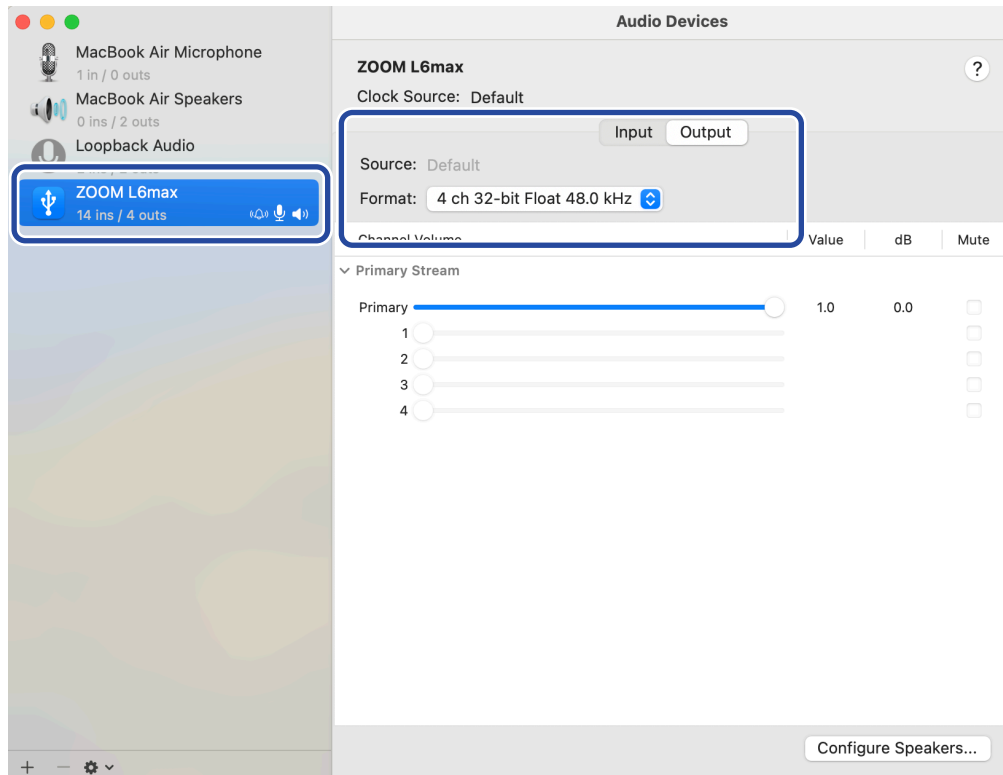 Audio Devices
MacBook Air Microphone
1 in / 0 outs
MacBook Air Speakers
0 ins / 2 outs
Loopback Audio
ZOOM L6max
14 ins / 4 outs
ZOOM L6max
?
Clock Source: Default
Input Output
Source: Default
Format: 4 ch 32-bit Float 48.0 kHz
Channel Volume Value dB Mute
Primary Stream
Primary 1.0 0.0
1
2
3
4
Configure Speakers...